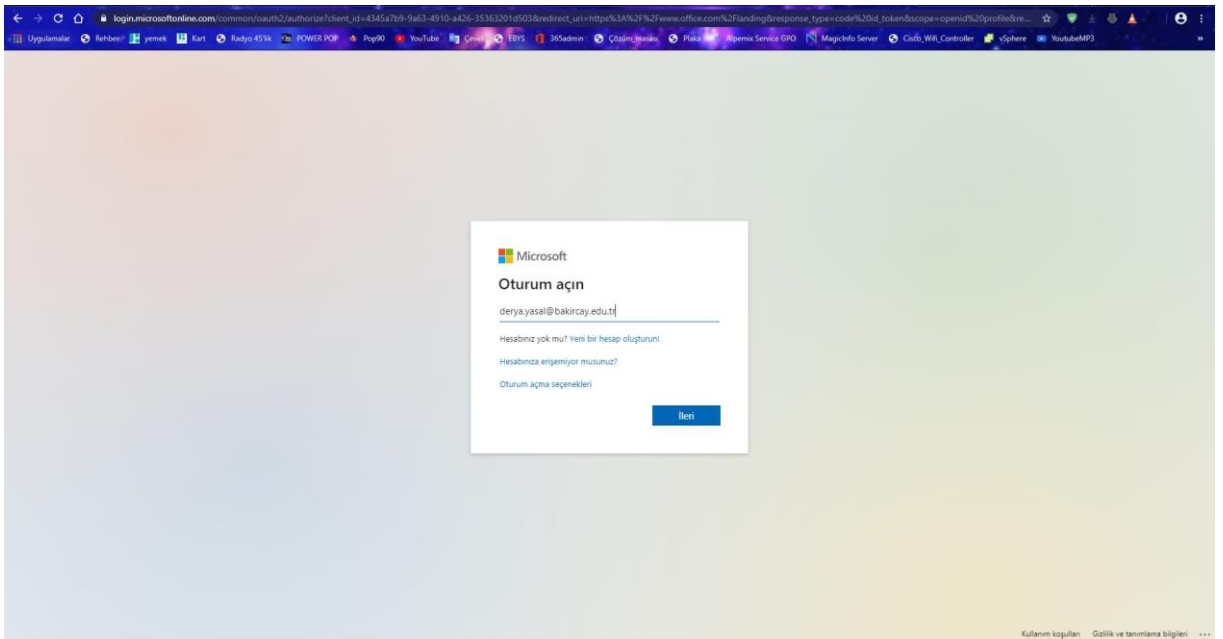 login.microsoftonline.com/common/oauth2/authorize?client_id=4345a7b9-9a63-4910-a426-35363201d503&redirect_uri=https%3A%2F%2Fwww.office.com%2Flanding&response_type=code%20id_token&scope=openid%20profile&re...
Uygulamalar Rehber yemek Kart Radyo 45'lik POWER POP Pop90 YouTube Çeviri EBYS 365admin Çözüm_masası Plaka Alpemix Service GPO MagicInfo Server Cisco_Wifi_Controller vSphere YoutubeMP3 »
Microsoft
Oturum açın
derya.yasal@bakircay.edu.tr
Hesabınız yok mu? Yeni bir hesap oluşturun!
Hesabınıza erişemiyor musunuz?
Oturum açma seçenekleri
İleri
Kullanım koşulları Gizlilik ve tanımlama bilgileri ...